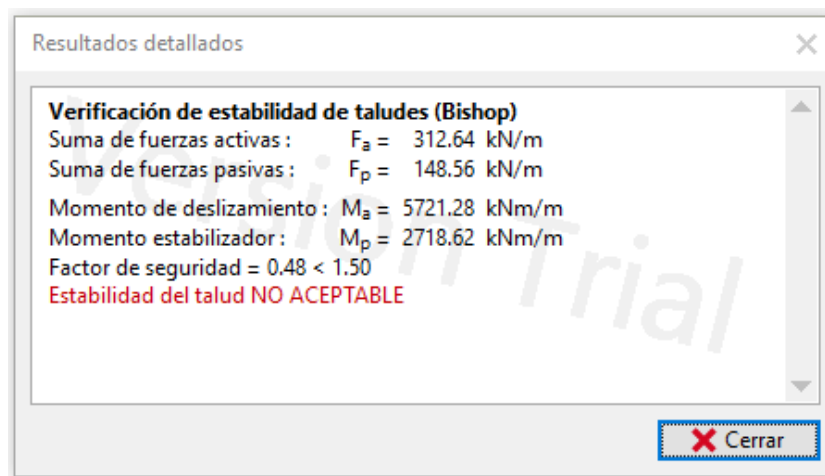 Resultados detallados
Verificación de estabilidad de taludes (Bishop)
Suma de fuerzas activas : Fa = 312.64 kN/m
Suma de fuerzas pasivas : Fp = 148.56 kN/m
Momento de deslizamiento : Ma = 5721.28 kNm/m
Momento estabilizador : Mp = 2718.62 kNm/m
Factor de seguridad = 0.48 < 1.50
Estabilidad del talud NO ACEPTABLE
Version Trial
Cerrar